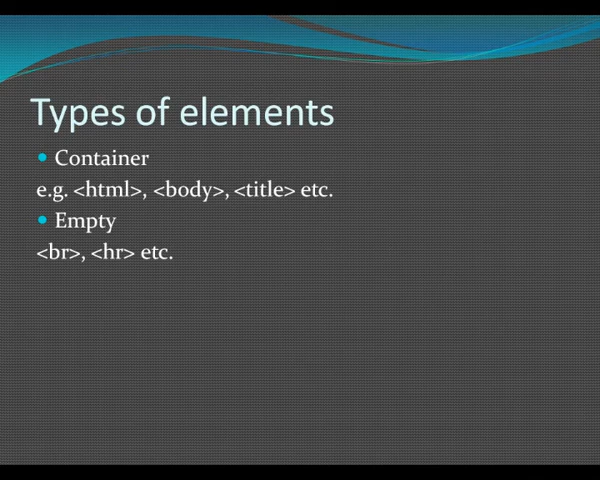 Types of elements
Container
e.g. <html>, <body>, <title> etc.
Empty
<br>, <hr> etc.